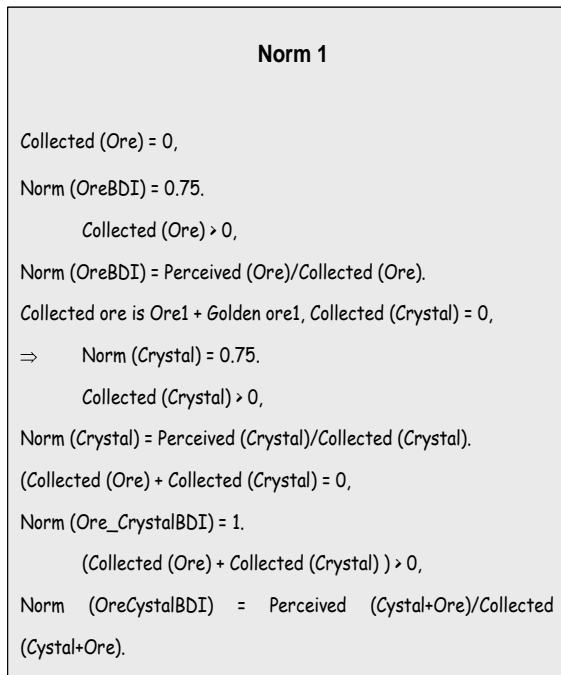 Norm 1
Collected (Ore) = 0,
Norm (OreBDI) = 0.75.
Collected (Ore) > 0,
Norm (OreBDI) = Perceived (Ore)/Collected (Ore).
Collected ore is Ore1 + Golden ore1, Collected (Crystal) = 0,
⇒ Norm (Crystal) = 0.75.
Collected (Crystal) > 0,
Norm (Crystal) = Perceived (Crystal)/Collected (Crystal).
(Collected (Ore) + Collected (Crystal) = 0,
Norm (Ore_CrystalBDI) = 1.
(Collected (Ore) + Collected (Crystal) ) > 0,
Norm (OreCystalBDI) = Perceived (Cystal+Ore)/Collected
(Cystal+Ore).